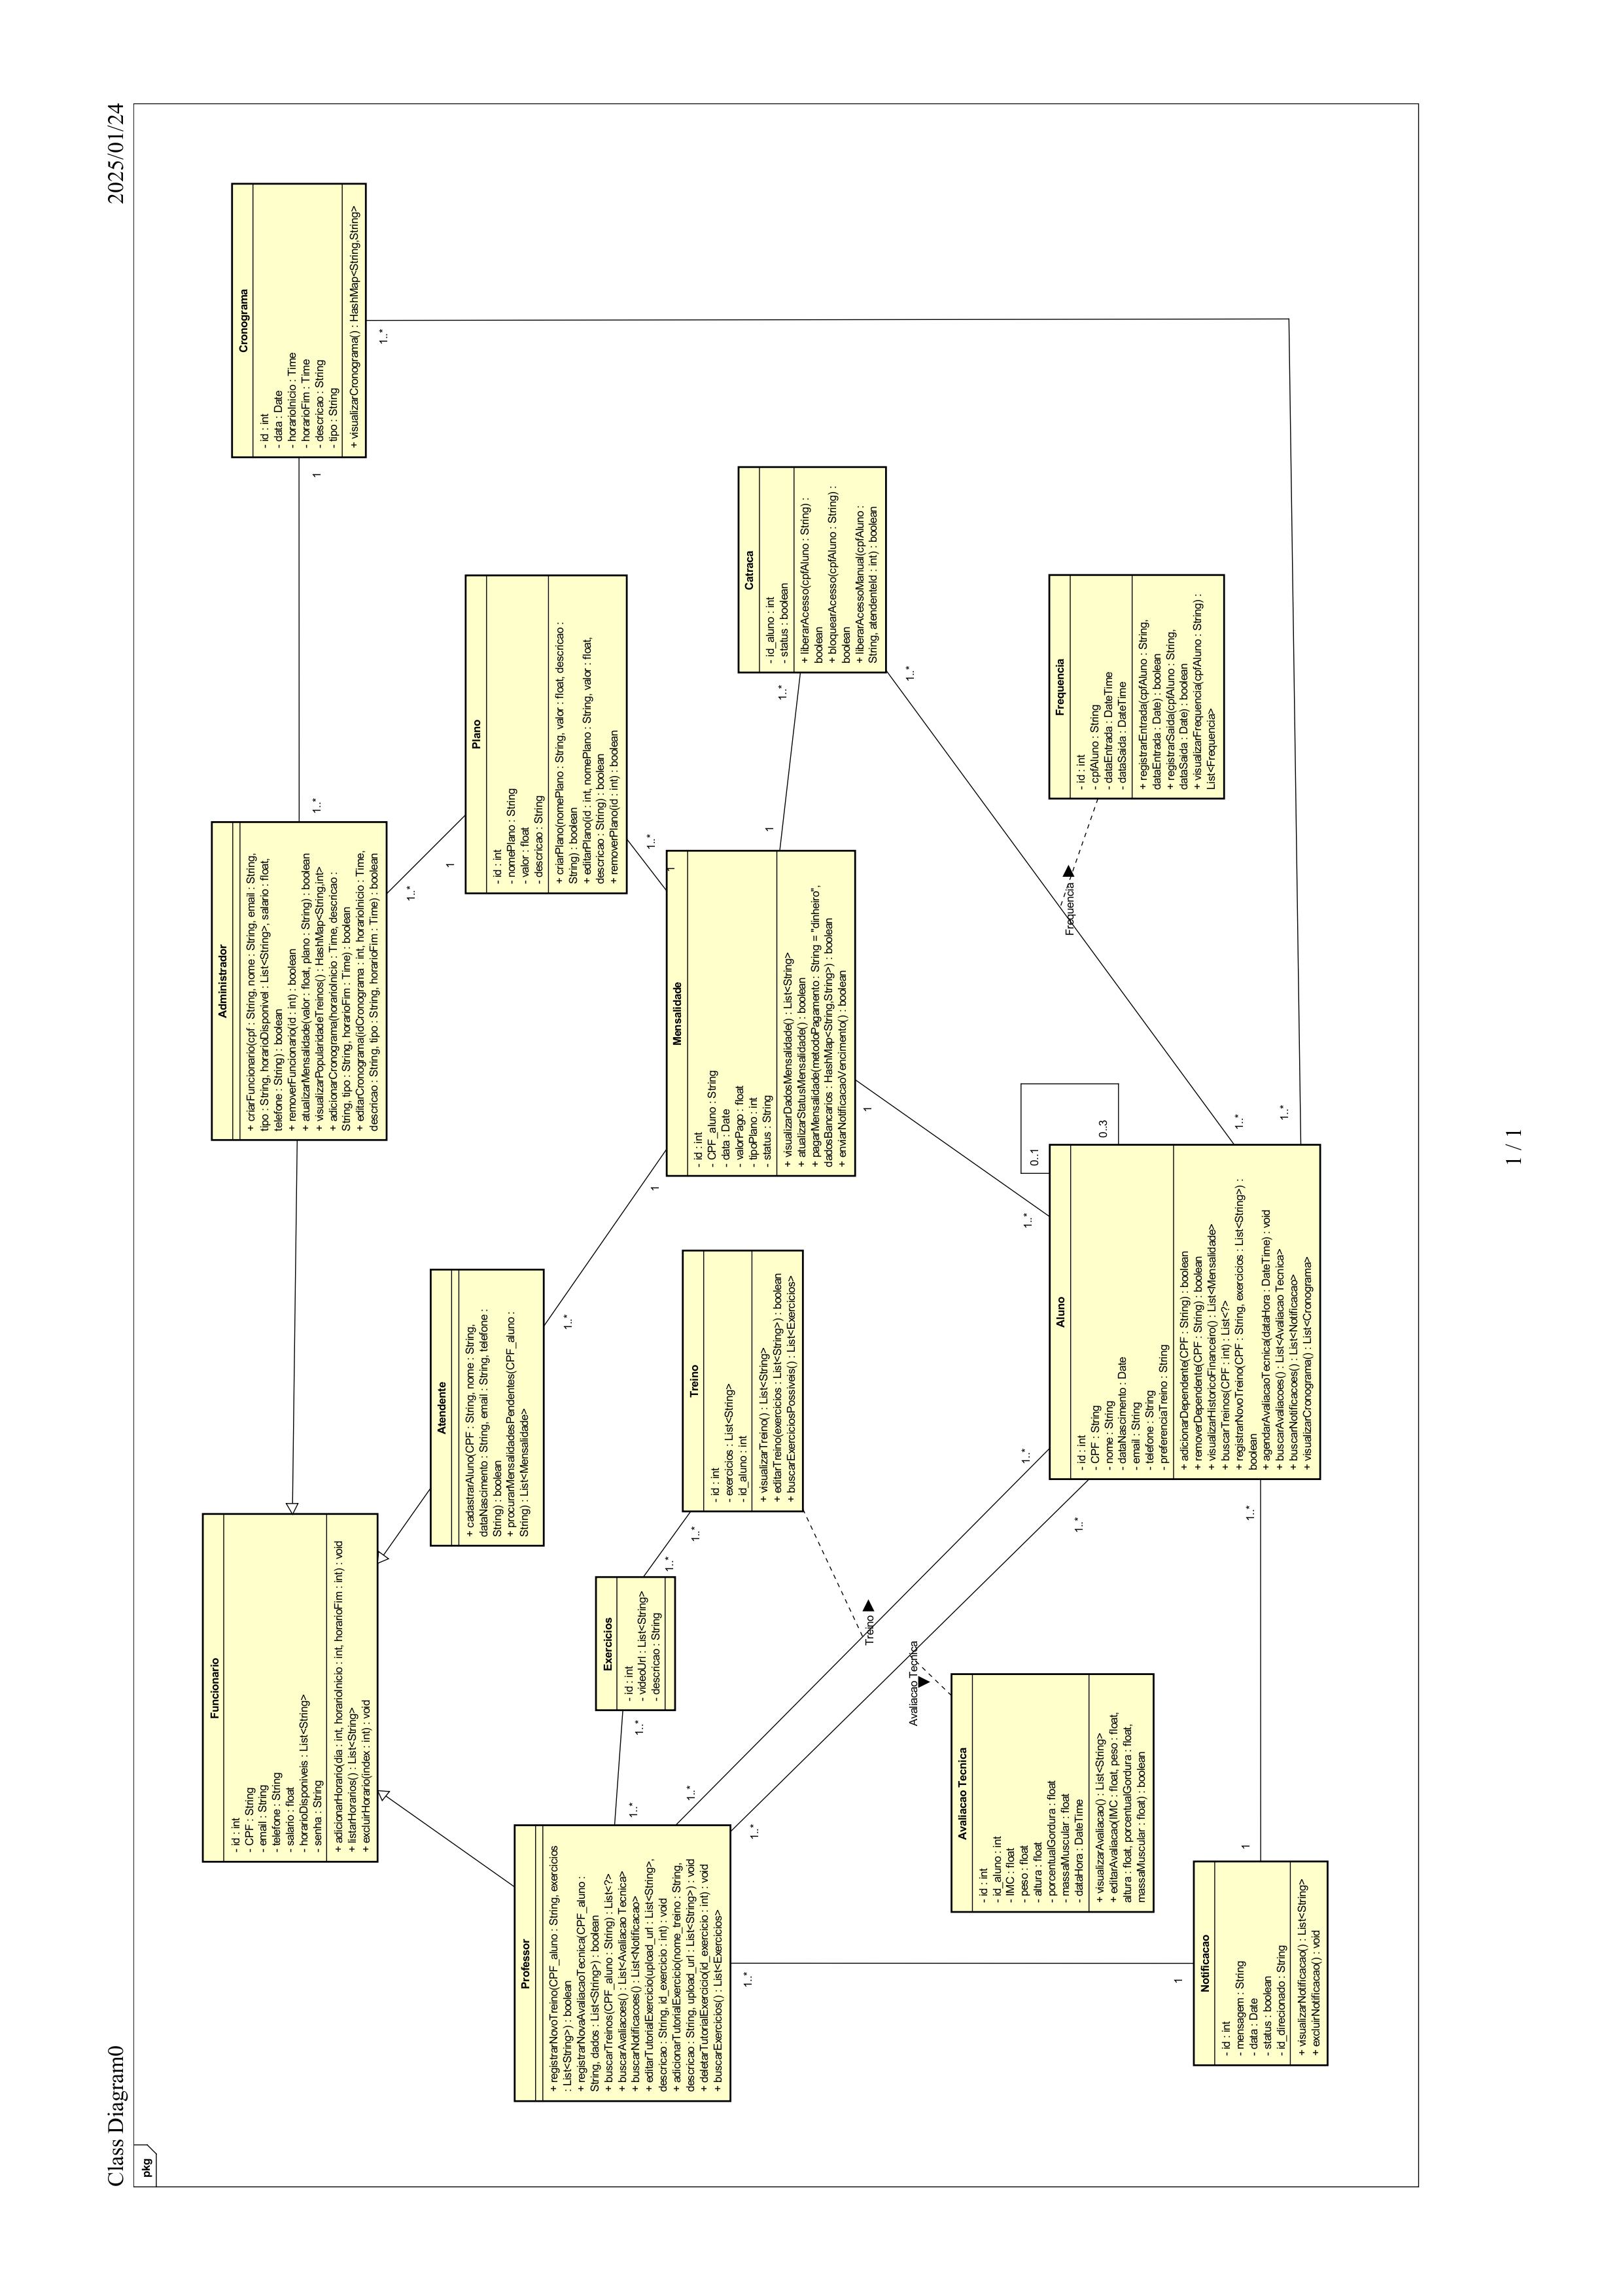 Class Diagram0
2025/01/24
pkg
Funcionario
- id : int
- CPF : String
- email : String
- telefone : String
- salario : float
- horarioDisponiveis : List<String>
- senha : String
+ adicionarHorario(dia : int, horarioInicio : int, horarioFim : int) : void
+ listarHorarios() : List<String>
+ excluirHorario(index : int) : void
Administrador
+ criarFuncionario(cpf : String, nome : String, email : String,
tipo : String, horarioDisponivel : List<String>, salario : float,
telefone : String) : boolean
+ removerFuncionario(id : int) : boolean
+ atualizarMensalidade(valor : float, plano : String) : boolean
+ visualizarPopularidadeTreinos() : HashMap<String,int>
+ adicionarCronograma(horarioInicio : Time, descricao :
String, tipo : String, horarioFim : Time) : boolean
+ editarCronograma(idCronograma : int, horarioInicio : Time,
descricao : String, tipo : String, horarioFim : Time) : boolean
1..*
1
Cronograma
- id : int
- data : Date
- horarioInicio : Time
- horarioFim : Time
- descricao : String
- tipo : String
+ visualizarCronograma() : HashMap<String,String>
1..*
1..*
1
Atendente
+ cadastrarAluno(CPF : String, nome : String,
dataNascimento : String, email : String, telefone :
String) : boolean
+ procurarMensalidadesPendentes(CPF_aluno :
String) : List<Mensalidade>
1..*
1
Plano
- id : int
- nomePlano : String
- valor : float
- descricao : String
+ criarPlano(nomePlano : String, valor : float, descricao :
String) : boolean
+ editarPlano(id : int, nomePlano : String, valor : float,
descricao : String) : boolean
+ removerPlano(id : int) : boolean
1..*
1
Professor
+ registrarNovoTreino(CPF_aluno : String, exercicios
: List<String>) : boolean
+ registrarNovaAvaliacaoTecnica(CPF_aluno :
String, dados : List<String>) : boolean
+ buscarTreinos(CPF_aluno : String) : List<?>
+ buscarAvaliacoes() : List<Avaliacao Tecnica>
+ buscarNotificacoes() : List<Notificacao>
+ editarTutorialExercicio(upload_url : List<String>,
descricao : String, id_exercicio : int) : void
+ adicionarTutorialExercicio(nome_treino : String,
descricao : String, upload_url : List<String>) : void
+ deletarTutorialExercicio(id_exercicio : int) : void
+ buscarExercicios() : List<Exercicios>
1..*
1..*
Exercicios
- id : int
- videoUrl : List<String>
- descricao : String
1..*
1..*
Treino
- id : int
- exercicios : List<String>
- id_aluno : int
+ visualizarTreino() : List<String>
+ editarTreino(exercicios : List<String>) : boolean
+ buscarExerciciosPossiveis() : List<Exercicios>
1..*
1..*
1..*
Mensalidade
- id : int
- CPF_aluno : String
- data : Date
- valorPago : float
- tipoPlano : int
- status : String
+ visualizarDadosMensalidade() : List<String>
+ atualizarStatusMensalidade() : boolean
+ pagarMensalidade(metodoPagamento : String = "dinheiro",
dadosBancarios : HashMap<String,String>) : boolean
+ enviarNotificacaoVencimento() : boolean
1
1..*
Catraca
- id_aluno : int
- status : boolean
+ liberarAcesso(cpfAluno : String) :
boolean
+ bloquearAcesso(cpfAluno : String) :
boolean
+ liberarAcessoManual(cpfAluno :
String, atendenteId : int) : boolean
1
1..*
Treino
Avaliacao Tecnica
Avaliacao Tecnica
- id : int
- id_aluno : int
- IMC : float
- peso : float
- altura : float
- porcentualGordura : float
- massaMuscular : float
- dataHora : DateTime
+ visualizarAvaliacao() : List<String>
+ editarAvaliacao(IMC : float, peso : float,
altura : float, porcentualGordura : float,
massaMuscular : float) : boolean
1..*
1..*
1..*
0..1
0..3
Aluno
- id : int
- CPF : String
- nome : String
- dataNascimento : Date
- email : String
- telefone : String
- preferenciaTreino : String
+ adicionarDependente(CPF : String) : boolean
+ removerDependente(CPF : String) : boolean
+ visualizarHistoricoFinanceiro() : List<Mensalidade>
+ buscarTreinos(CPF : int) : List<?>
+ registrarNovoTreino(CPF : String, exercicios : List<String>) :
boolean
+ agendarAvaliacaoTecnica(dataHora : DateTime) : void
+ buscarAvaliacoes() : List<Avaliacao Tecnica>
+ buscarNotificacoes() : List<Notificacao>
+ visualizarCronograma() : List<Cronograma>
Frequencia
Frequencia
- id : int
- cpfAluno : String
- dataEntrada : DateTime
- dataSaida : DateTime
+ registrarEntrada(cpfAluno : String,
dataEntrada : Date) : boolean
+ registrarSaida(cpfAluno : String,
dataSaida : Date) : boolean
+ visualizarFrequencia(cpfAluno : String) :
List<Frequencia>
1
Notificacao
- id : int
- mensagem : String
- data : Date
- status : boolean
- id_direcionado : String
+ visualizarNotificacao() : List<String>
+ excluirNotificacao() : void
1
1..*
1..*
1..*
1 / 1